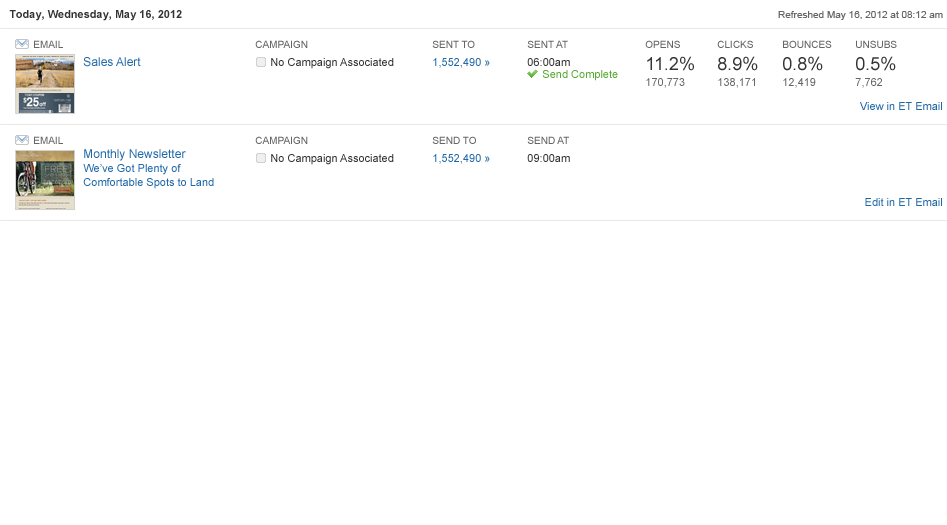 Today, Wednesday, May 16, 2012
Refreshed May 16, 2012 at 08:12 am
EMAIL CAMPAIGN SENT TO SENT AT OPENS CLICKS BOUNCES UNSUBS
Sales Alert No Campaign Associated 1,552,490 » 06:00am 11.2% 8.9% 0.8% 0.5%
Send Complete 170,773 138,171 12,419 7,762
$25 off
View in ET Email
EMAIL CAMPAIGN SEND TO SEND AT
Monthly Newsletter No Campaign Associated 1,552,490 » 09:00am
We've Got Plenty of
Comfortable Spots to Land
Edit in ET Email